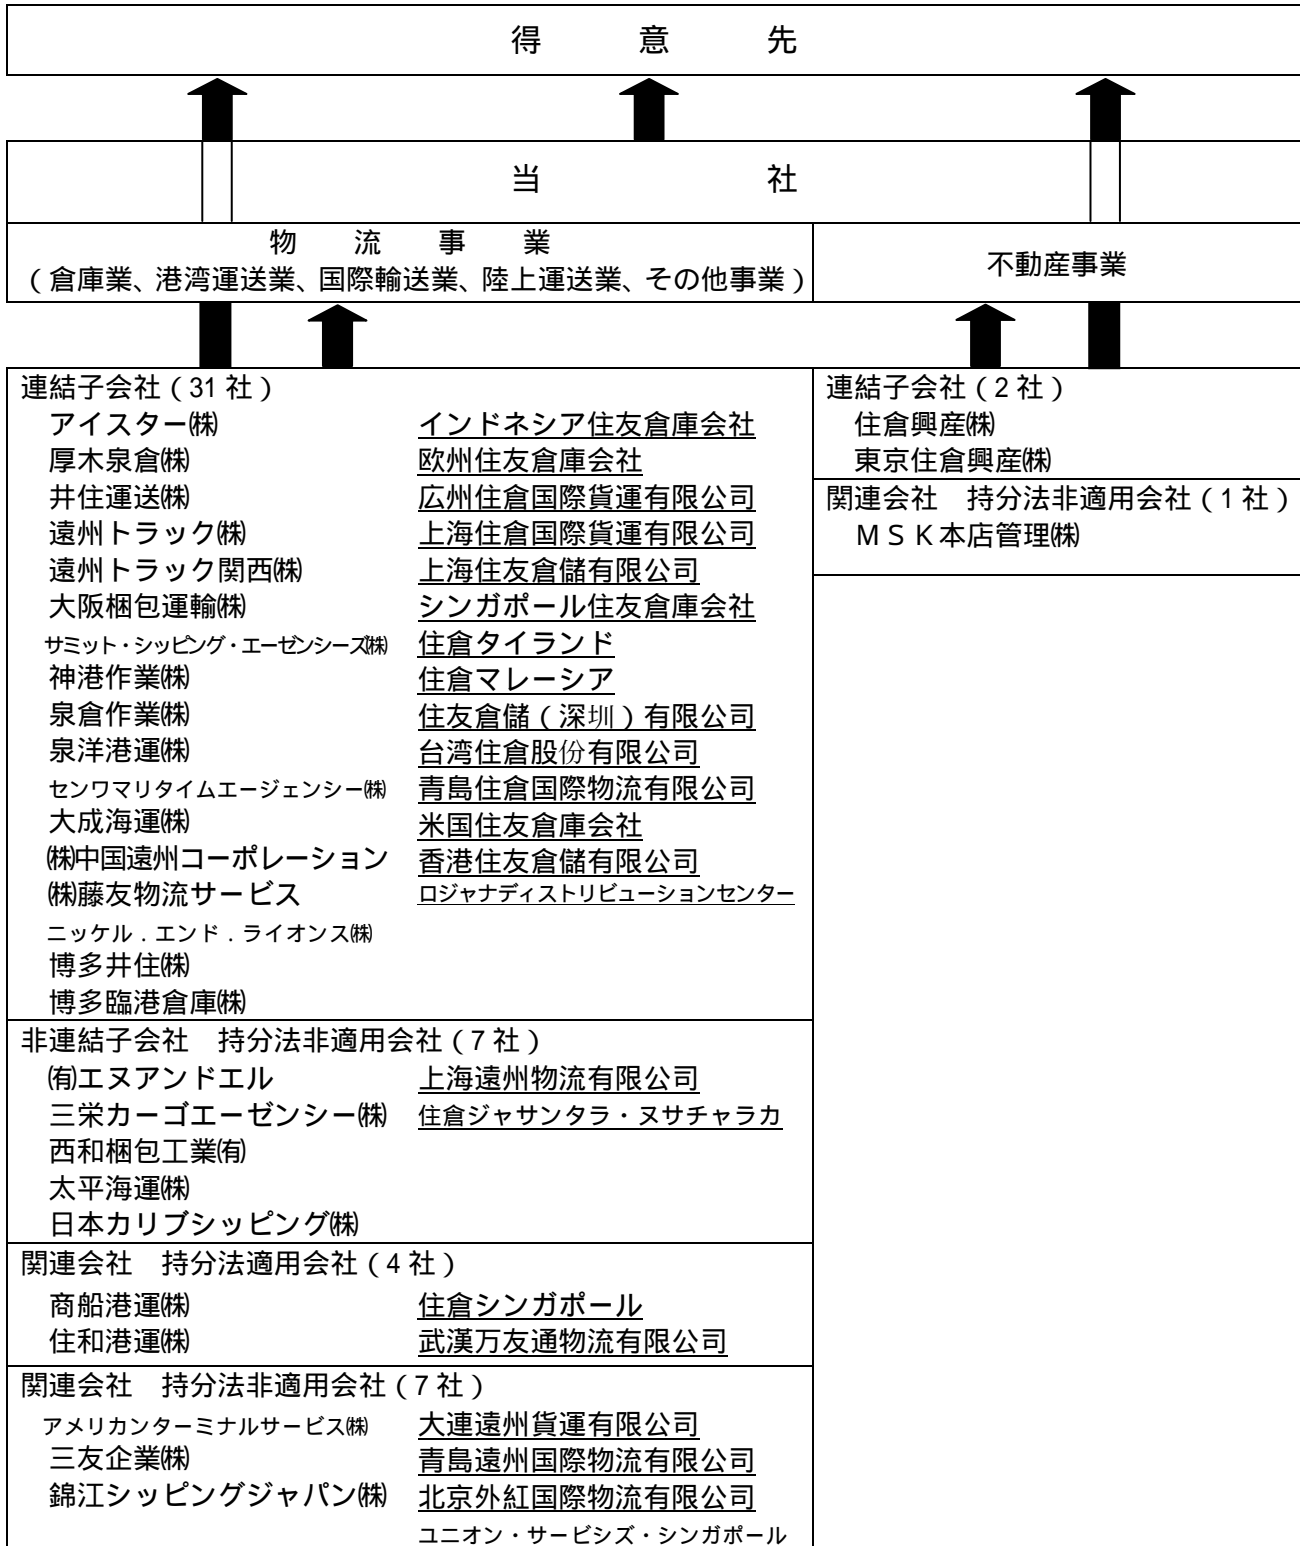 得意先
当社
物流事業
（倉庫業、港湾運送業、国際輸送業、陸上運送業、その他事業）
不動産事業
連結子会社（31社）
アイスター㈱
厚木泉倉㈱
井住運送㈱
遠州トラック㈱
遠州トラック関西㈱
大阪梱包運輸㈱
サミット・シッピング・エーゼンシーズ㈱
神港作業㈱
泉倉作業㈱
泉洋港運㈱
センワマリタイムエージェンシー㈱
大成海運㈱
㈱中国遠州コーポレーション
㈱藤友物流サービス
ニッケル．エンド．ライオンス㈱
博多井住㈱
博多臨港倉庫㈱
インドネシア住友倉庫会社
欧州住友倉庫会社
広州住倉国際貨運有限公司
上海住倉国際貨運有限公司
上海住友倉儲有限公司
シンガポール住友倉庫会社
住倉タイランド
住倉マレーシア
住友倉儲（深圳）有限公司
台湾住倉股份有限公司
青島住倉国際物流有限公司
米国住友倉庫会社
香港住友倉儲有限公司
ロジャナディストリビューションセンター
非連結子会社　持分法非適用会社（7社）
㈲エヌアンドエル
三栄カーゴエーゼンシー㈱
西和梱包工業㈲
太平海運㈱
日本カリブシッピング㈱
上海遠州物流有限公司
住倉ジャサンタラ・ヌサチャラカ
関連会社　持分法適用会社（4社）
商船港運㈱
住和港運㈱
住倉シンガポール
武漢万友通物流有限公司
関連会社　持分法非適用会社（7社）
アメリカンターミナルサービス㈱
三友企業㈱
錦江シッピングジャパン㈱
大連遠州貨運有限公司
青島遠州国際物流有限公司
北京外紅国際物流有限公司
ユニオン・サービシズ・シンガポール
連結子会社（2社）
住倉興産㈱
東京住倉興産㈱
関連会社　持分法非適用会社（1社）
ＭＳＫ本店管理㈱